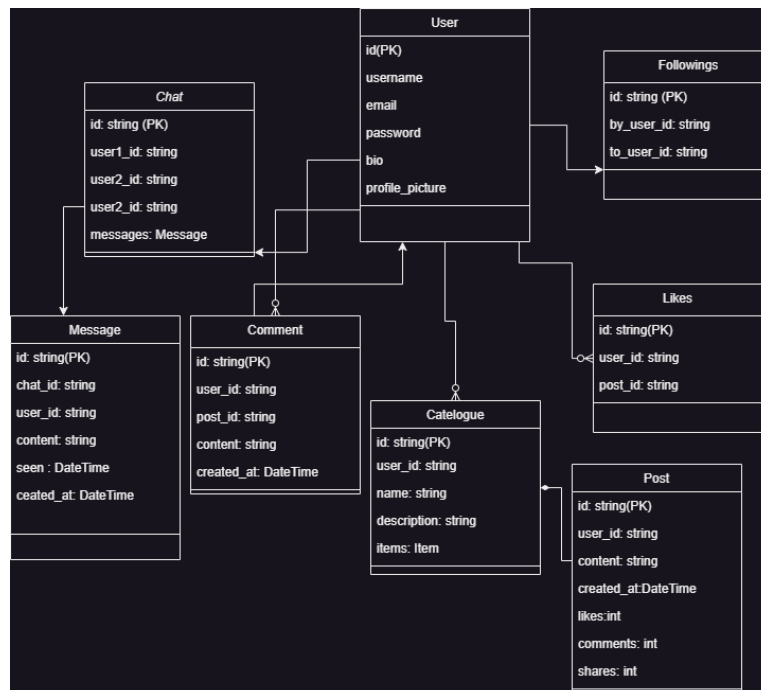 User
id(PK)
username
email
password
bio
profile_picture
Followings
id: string (PK)
by_user_id: string
to_user_id: string
Chat
id: string (PK)
user1_id: string
user2_id: string
user2_id: string
messages: Message
Message
id: string(PK)
chat_id: string
user_id: string
content: string
seen : DateTime
ceated_at: DateTime
Comment
id: string(PK)
user_id: string
post_id: string
content: string
created_at: DateTime
Likes
id: string(PK)
user_id: string
post_id: string
Catelogue
id: string(PK)
user_id: string
name: string
description: string
items: Item
Post
id: string(PK)
user_id: string
content: string
created_at:DateTime
likes:int
comments: int
shares: int